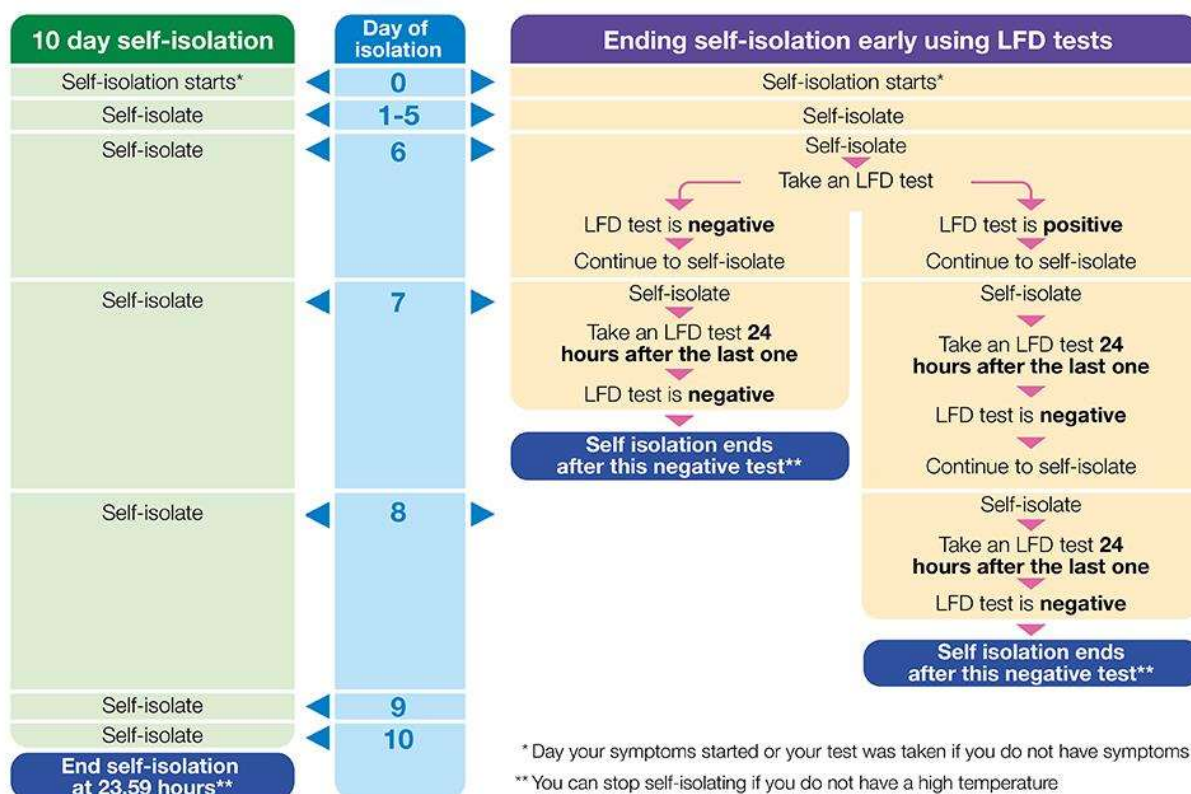 10 day self-isolation
Day of
isolation
Ending self-isolation early using LFD tests
Self-isolation starts*
0
Self-isolation starts*
Self-isolate
1-5
Self-isolate
Self-isolate
6
Self-isolate
Take an LFD test
LFD test is negative
LFD test is positive
Continue to self-isolate
Continue to self-isolate
Self-isolate
7
Self-isolate
Self-isolate
Take an LFD test 24
hours after the last one
Take an LFD test 24
hours after the last one
LFD test is negative
LFD test is negative
Self isolation ends
after this negative test**
Continue to self-isolate
Self-isolate
8
Self-isolate
Take an LFD test 24
hours after the last one
LFD test is negative
Self isolation ends
after this negative test**
Self-isolate
9
Self-isolate
10
End self-isolation
at 23.59 hours**
* Day your symptoms started or your test was taken if you do not have symptoms
** You can stop self-isolating if you do not have a high temperature